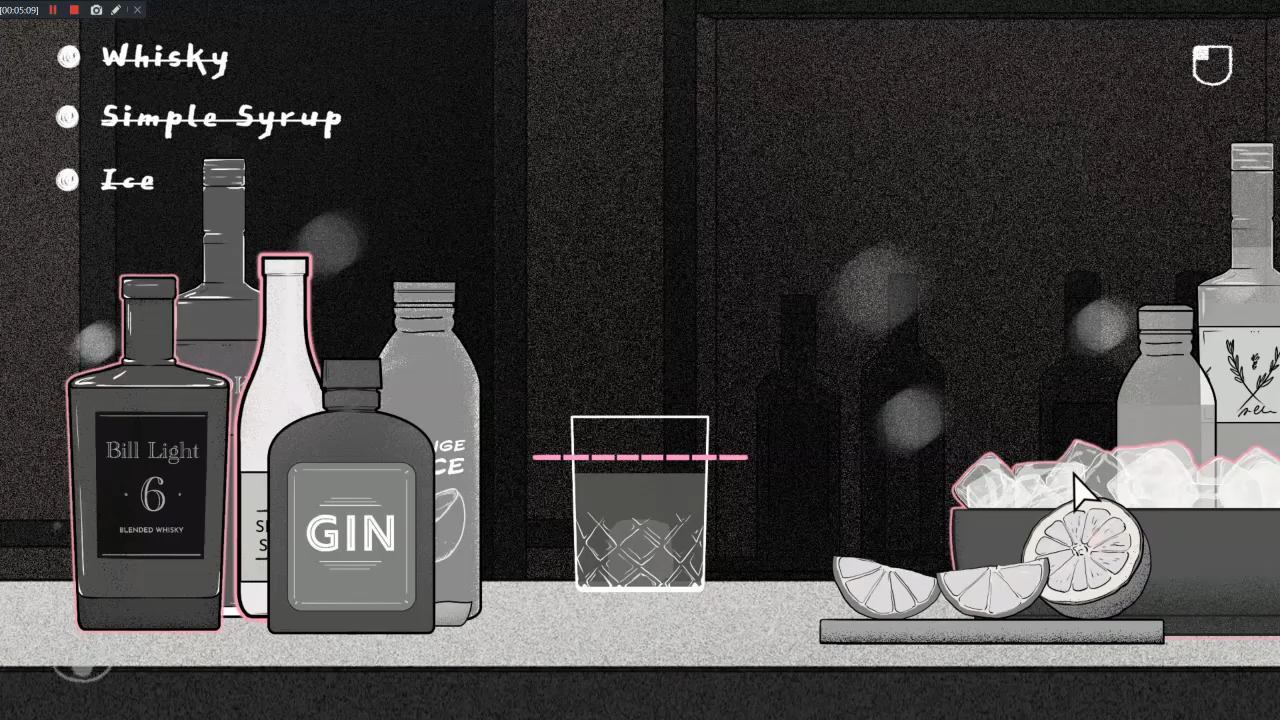 [00:05:09]
Whisky
Simple Syrup
Ice
Bill Light
· 6 ·
BLENDED WHISKY
GIN